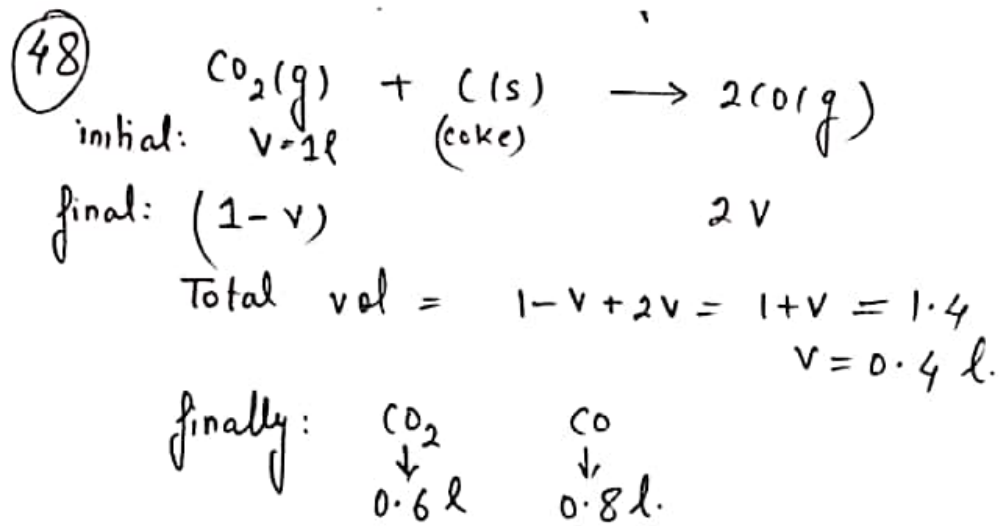 48
CO₂(g) + C(s) → 2CO(g)
initial: V=1l (coke)
final: (1-v) 2v
Total vol = 1-v+2v = 1+v = 1.4
v = 0.4 l.
finally: CO₂ CO
↓ ↓
0.6 l 0.8 l.